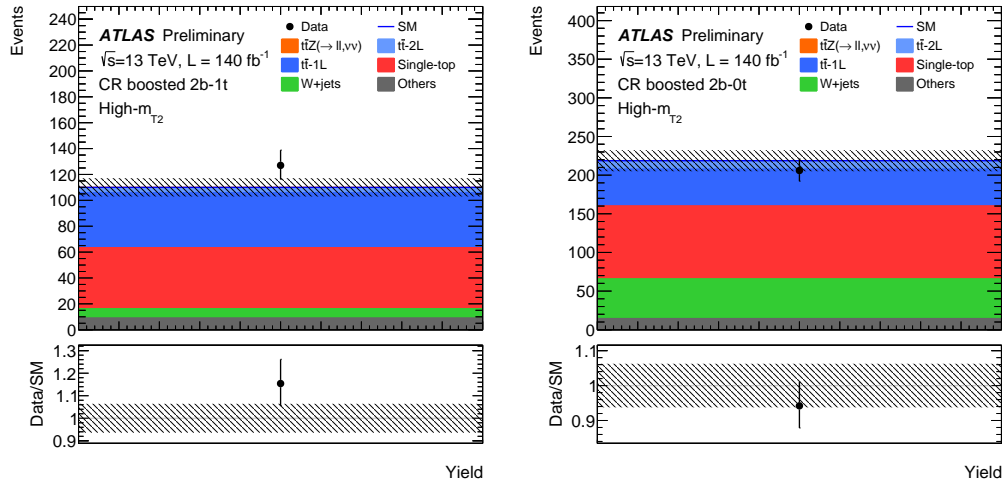 Events
240
220
200
180
160
140
120
100
80
60
40
20
0
ATLAS Preliminary
√s=13 TeV, L = 140 fb⁻¹
CR boosted 2b-1t
High-m_T2
Data
SM
tt̄Z(→ ll,νν)
tt̄-2L
tt̄-1L
Single-top
W+jets
Others
Data/SM
1.3
1.2
1.1
1
0.9
Yield
Events
400
350
300
250
200
150
100
50
0
ATLAS Preliminary
√s=13 TeV, L = 140 fb⁻¹
CR boosted 2b-0t
High-m_T2
Data
SM
tt̄Z(→ ll,νν)
tt̄-2L
tt̄-1L
Single-top
W+jets
Others
Data/SM
1.1
1
0.9
Yield